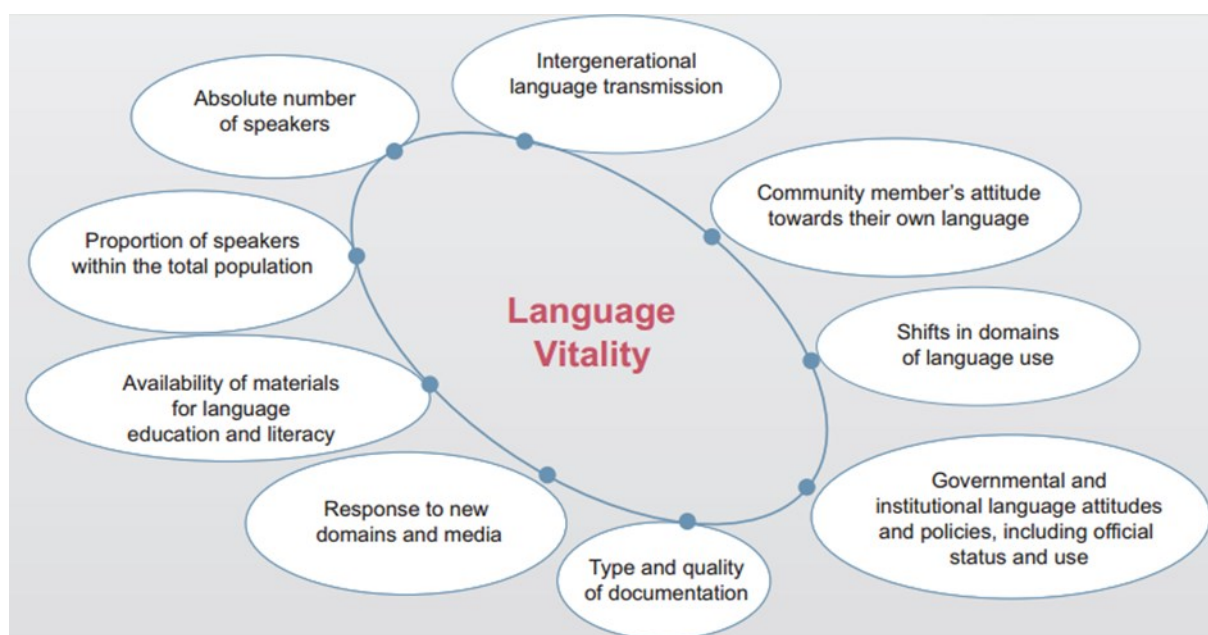 Intergenerational
language transmission
Absolute number
of speakers
Community member's attitude
towards their own language
Proportion of speakers
within the total population
Language
Vitality
Shifts in domains
of language use
Availability of materials
for language
education and literacy
Governmental and
institutional language attitudes
and policies, including official
status and use
Response to new
domains and media
Type and quality
of documentation